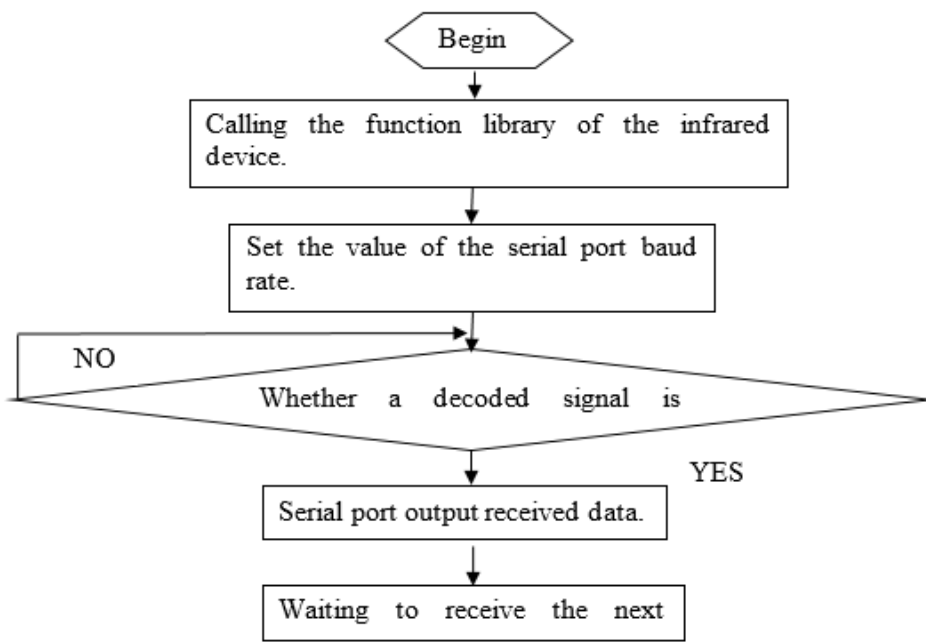 Begin
Calling the function library of the infrared
device.
Set the value of the serial port baud
rate.
NO
Whether a decoded signal is
YES
Serial port output received data.
Waiting to receive the next